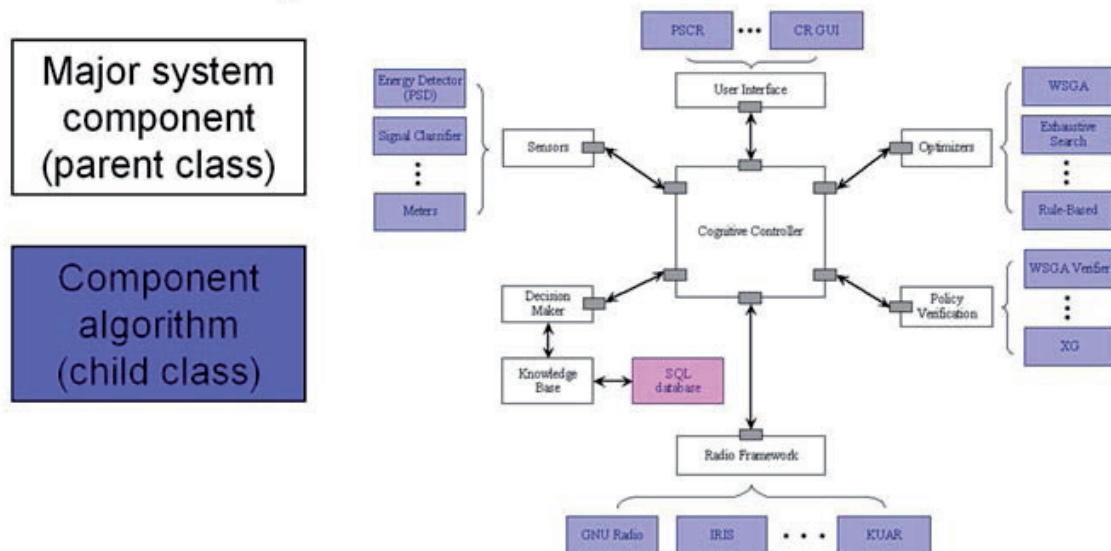 Major system
component
(parent class)
Component
algorithm
(child class)
PSCR
CR GUI
User Interface
Energy Detector
(PSD)
Signal Classifier
Meters
Sensors
Optimizers
WSGA
Exhaustive
Search
Rule-Based
Cognitive Controller
Decision
Maker
Knowledge
Base
SQL
database
Policy
Verification
WSGA Verifier
XG
Radio Framework
GNU Radio
IRIS
KUAR